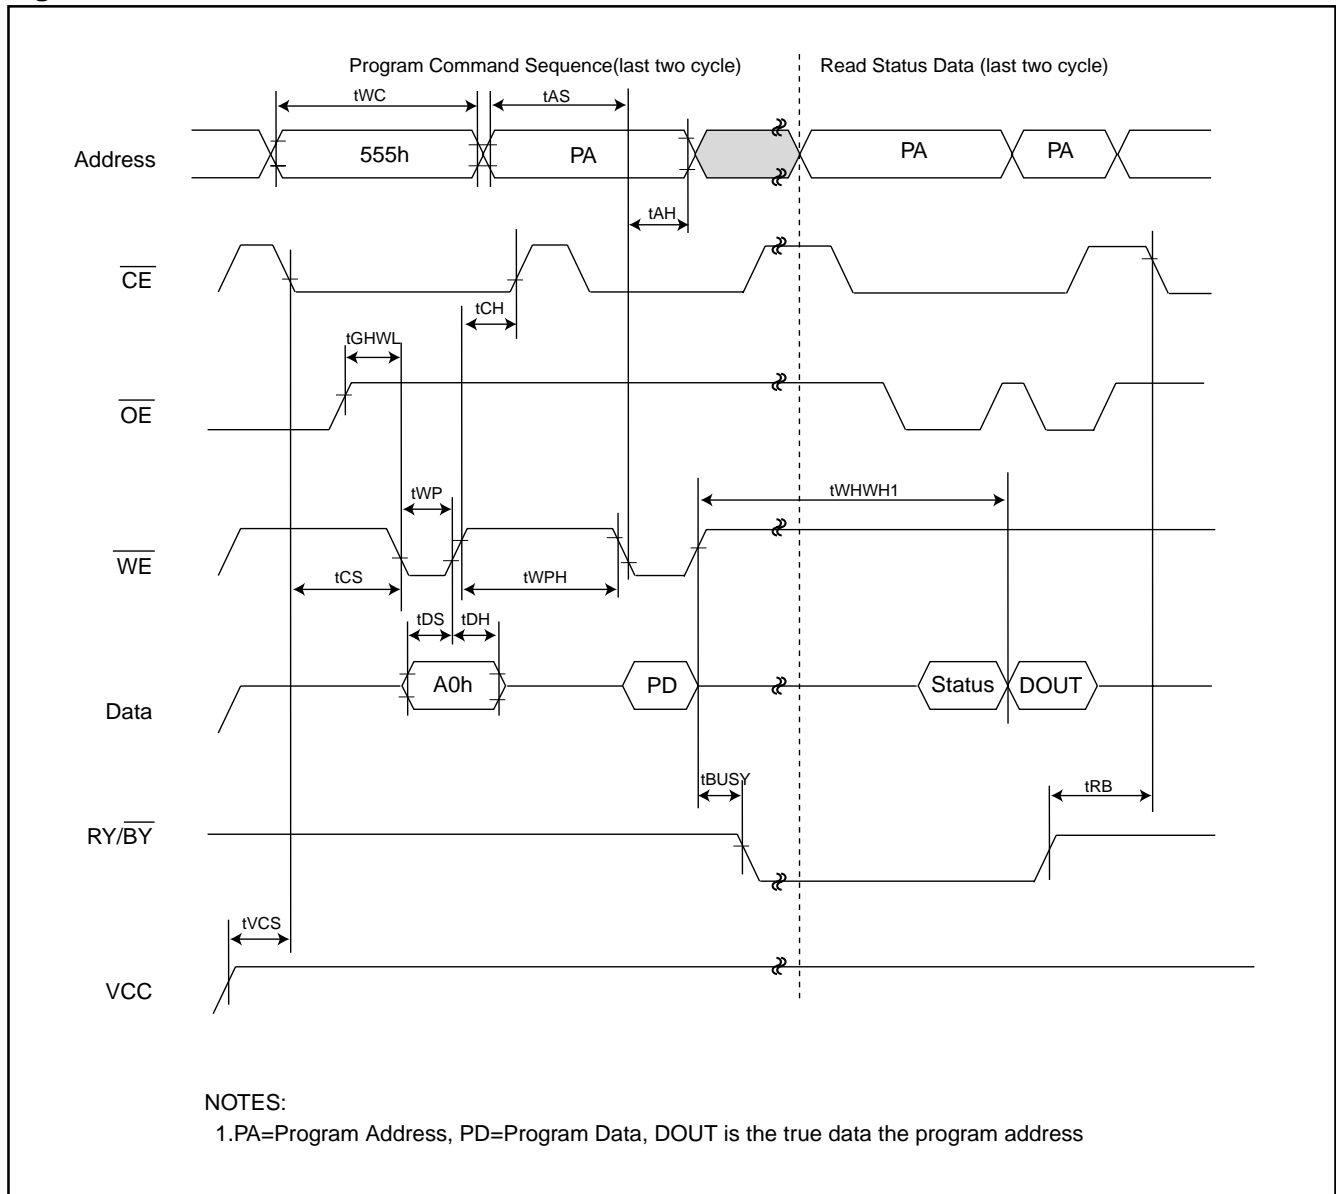 Program Command Sequence(last two cycle) Read Status Data (last two cycle)
tWC tAS
Address 555h PA PA PA
tAH
CE
tCH
tGHWL
OE
tWP tWHWH1
WE
tCS tWPH
tDS tDH
Data A0h PD Status DOUT
tBUSY tRB
RY/BY
tVCS
VCC
NOTES:
1.PA=Program Address, PD=Program Data, DOUT is the true data the program address